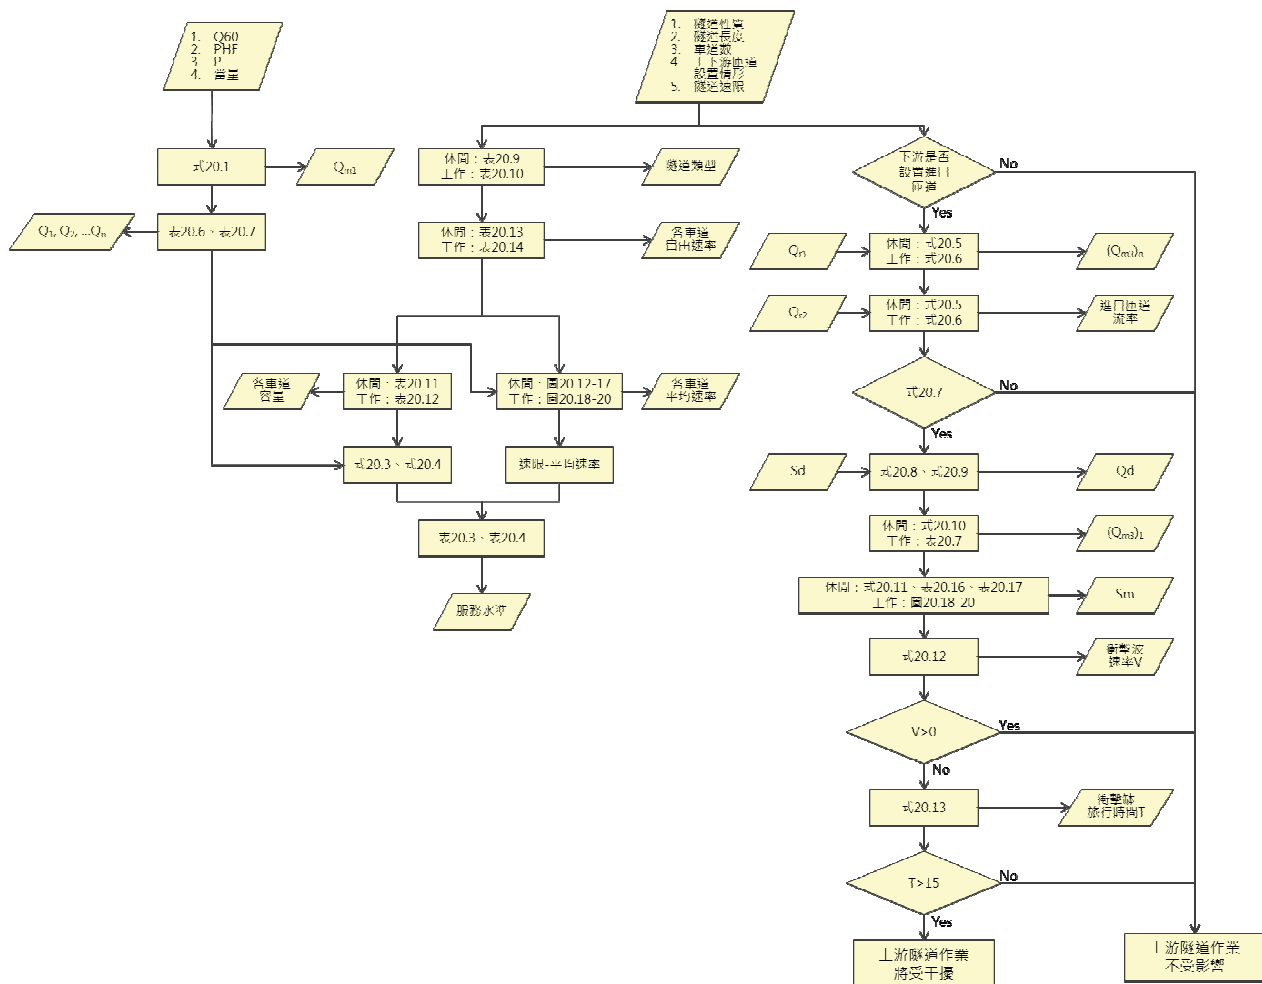 1. Q60
2. PHF
3. P
4. 當量
1. 隧道性質
2. 隧道長度
3. 車道數
4. 上下游匝道
設置情形
5. 隧道速限
式20.1
Qm1
Q1, Q2, ...Qn
表20.6、表20.7
休閒：表20.9
工作：表20.10
隧道類型
休閒：表20.13
工作：表20.14
各車道
自由速率
各車道
容量
休閒：表20.11
工作：表20.12
休閒：圖20.12-17
工作：圖20.18-20
各車道
平均速率
式20.3、式20.4
速限-平均速率
表20.3、表20.4
服務水準
下游是否
設置進口
匝道
No
Yes
休閒：式20.5
工作：式20.6
休閒：式20.5
工作：式20.6
進口匝道
流率
式20.7
No
Yes
Sd
式20.8、式20.9
Qd
休閒：式20.10
工作：表20.7
(Qm3)1
休閒：式20.11、表20.16、表20.17
工作：圖20.18-20
Sm
式20.12
衝擊波
速率V
V>0
Yes
No
式20.13
衝擊波
旅行時間T
T>15
No
Yes
上游隧道作業
將受干擾
上游隧道作業
不受影響